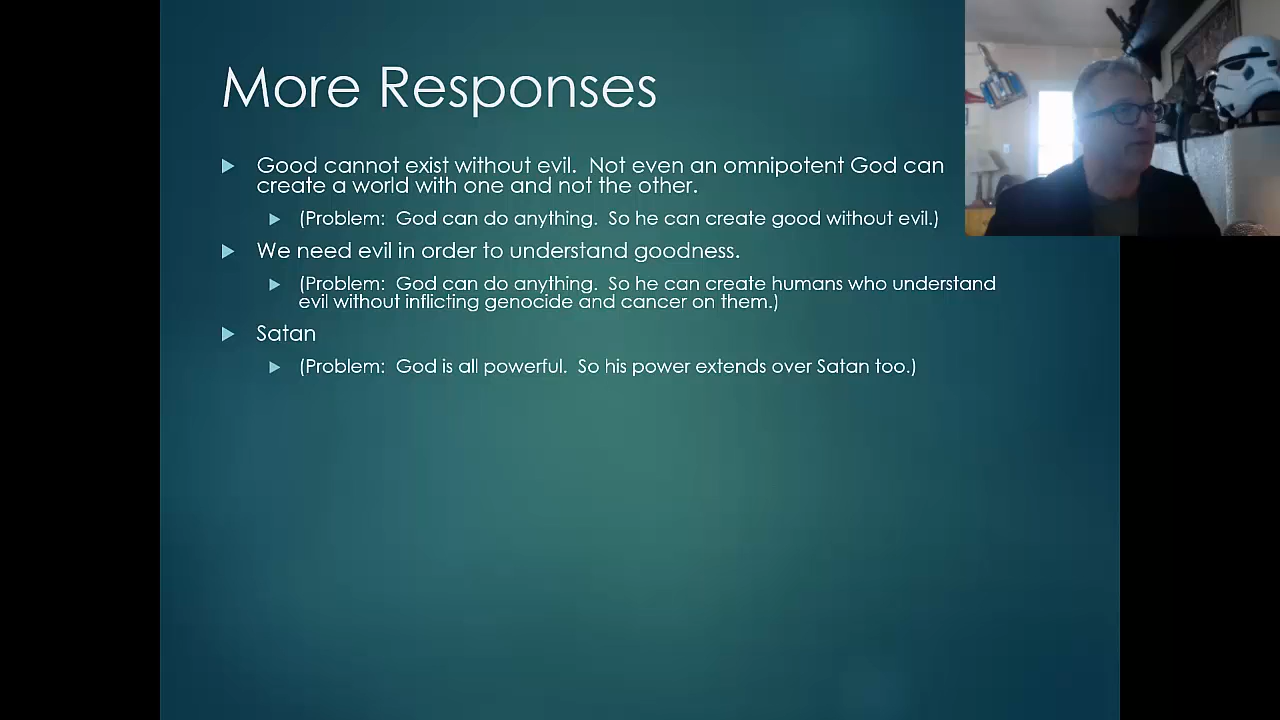 More Responses
Good cannot exist without evil. Not even an omnipotent God can
create a world with one and not the other.
(Problem: God can do anything. So he can create good without evil.)
We need evil in order to understand goodness.
(Problem: God can do anything. So he can create humans who understand
evil without inflicting genocide and cancer on them.)
Satan
(Problem: God is all powerful. So his power extends over Satan too.)